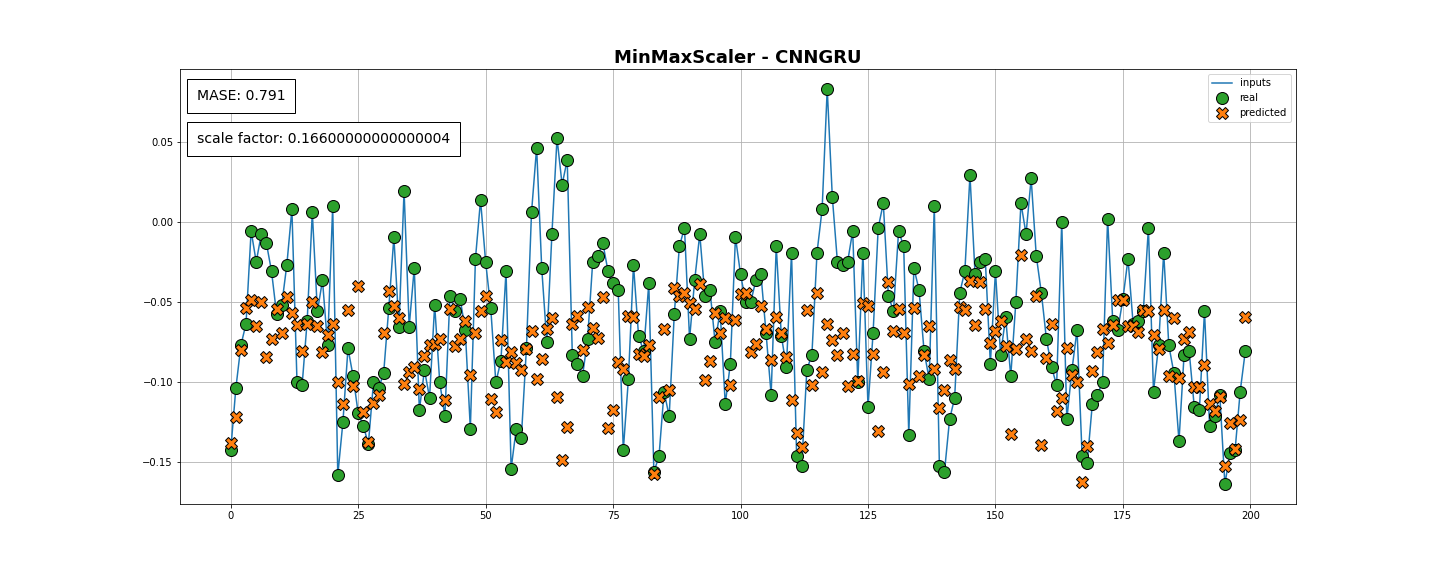 MinMaxScaler - CNNGRU
MASE: 0.791
scale factor: 0.16600000000000004
inputs
real
predicted
0.05
0.00
−0.05
−0.10
−0.15
0 25 50 75 100 125 150 175 200